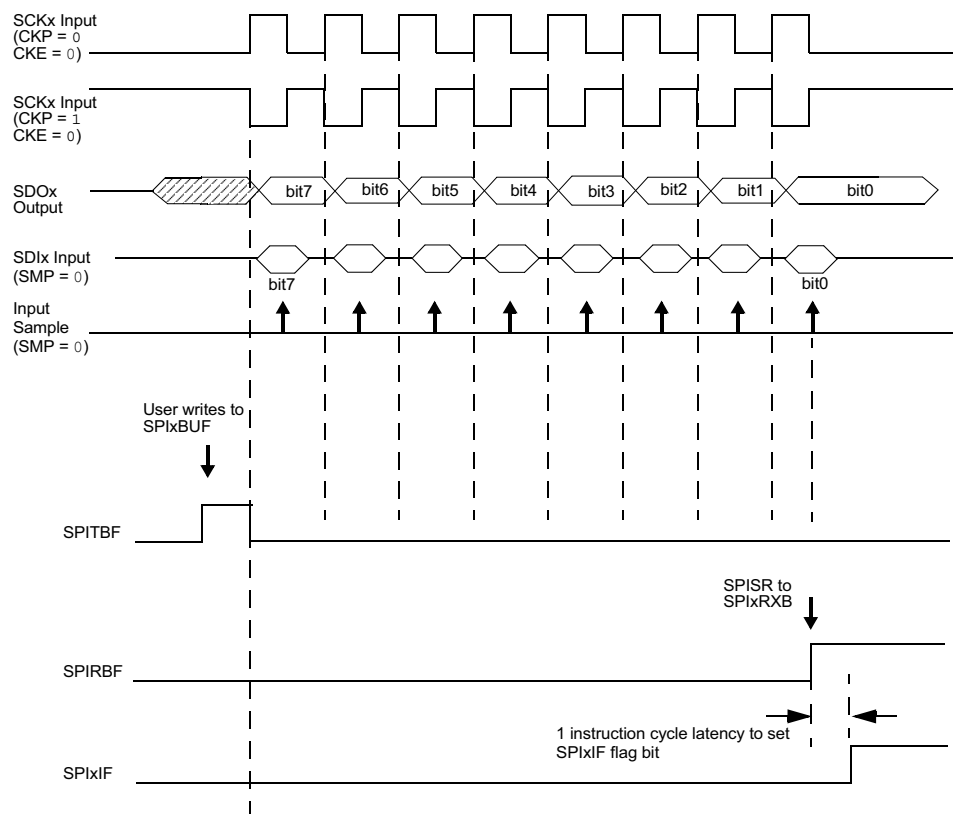 SCKx Input
(CKP = 0
CKE = 0)
SCKx Input
(CKP = 1
CKE = 0)
SDOx
Output
bit7
bit6
bit5
bit4
bit3
bit2
bit1
bit0
SDIx Input
(SMP = 0)
bit7
bit0
Input
Sample
(SMP = 0)
User writes to
SPIxBUF
SPITBF
SPISR to
SPIxRXB
SPIRBF
1 instruction cycle latency to set
SPIxIF flag bit
SPIxIF